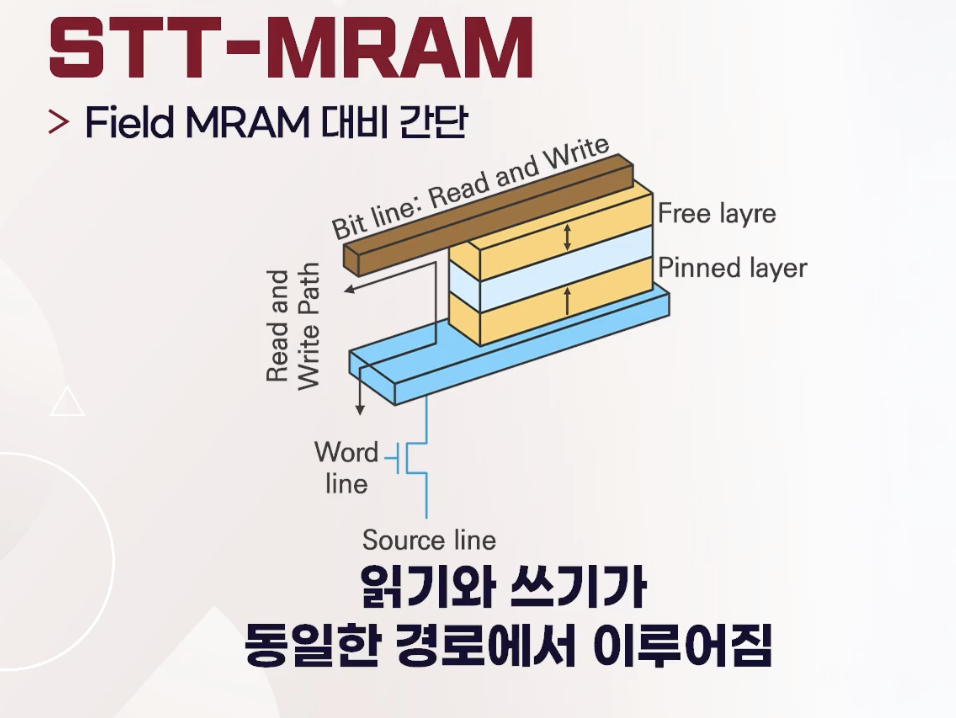 STT-MRAM
> Field MRAM 대비 간단
Bit line: Read and Write
Free layre
Pinned layer
Read and
Write Path
Word
line
Source line
읽기와 쓰기가
동일한 경로에서 이루어짐